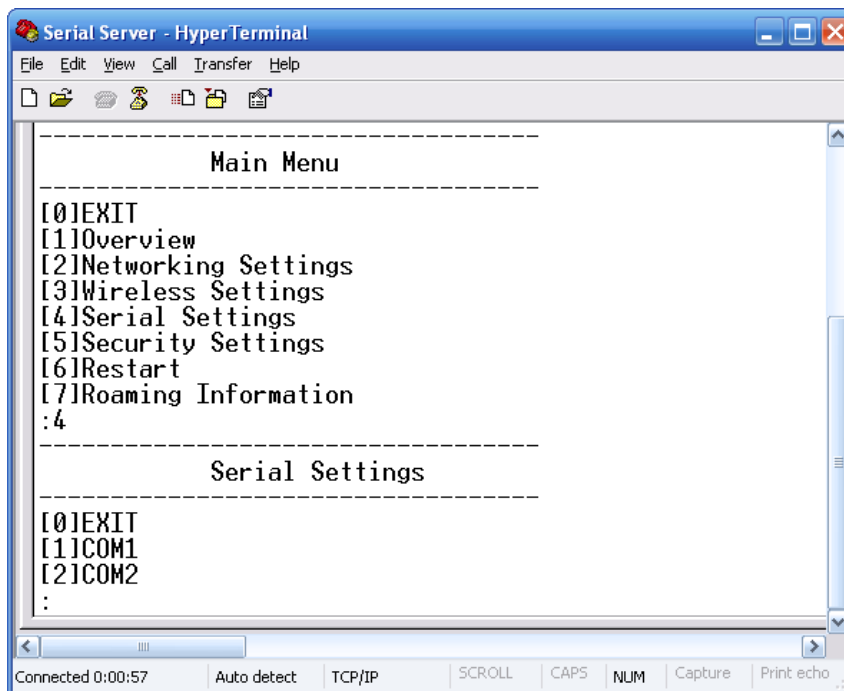 Serial Server - HyperTerminal
File Edit View Call Transfer Help
Main Menu
[0]EXIT
[1]Overview
[2]Networking Settings
[3]Wireless Settings
[4]Serial Settings
[5]Security Settings
[6]Restart
[7]Roaming Information
:4
Serial Settings
[0]EXIT
[1]COM1
[2]COM2
:
Connected 0:00:57 Auto detect TCP/IP SCROLL CAPS NUM Capture Print echo